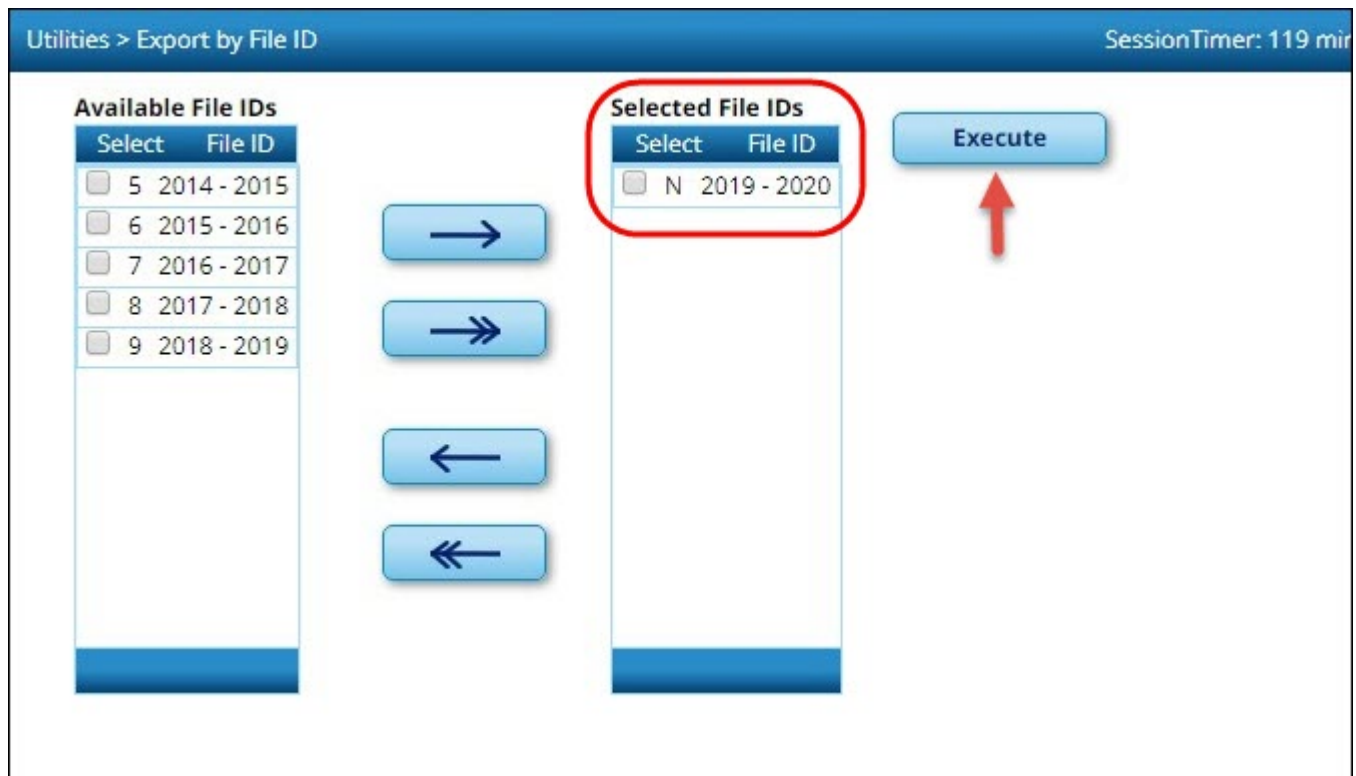 Utilities > Export by File ID
SessionTimer: 119
Available File IDs
Select File ID
5 2014 - 2015
6 2015 - 2016
7 2016 - 2017
8 2017 - 2018
9 2018 - 2019
Selected File IDs
Select File ID
N 2019 - 2020
Execute